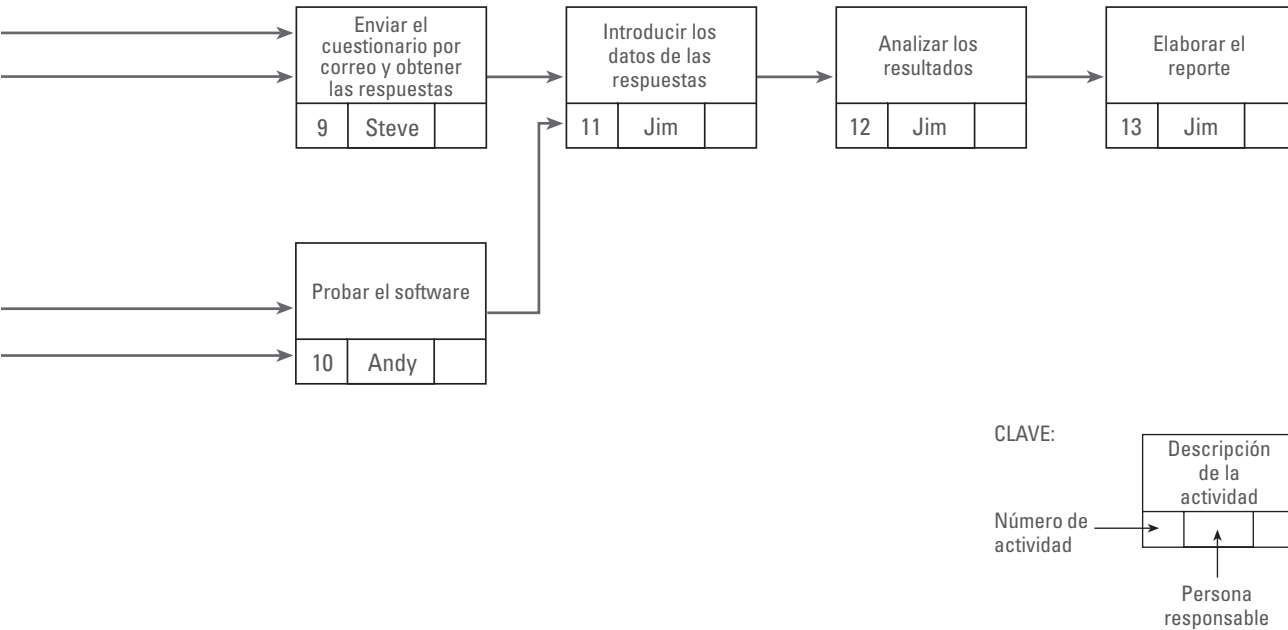 Enviar el
cuestionario por
correo y obtener
las respuestas
9 Steve
Introducir los
datos de las
respuestas
11 Jim
Analizar los
resultados
12 Jim
Elaborar el
reporte
13 Jim
Probar el software
10 Andy
CLAVE:
Descripción
de la
actividad
Número de
actividad
Persona
responsable